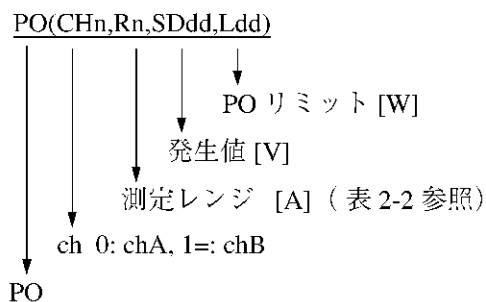 PO(CHn,Rn,SDdd,Ldd)
PO リミット [W]
発生値 [V]
測定レンジ [A] ( 表 2-2 参照)
ch 0: chA, 1=: chB
PO